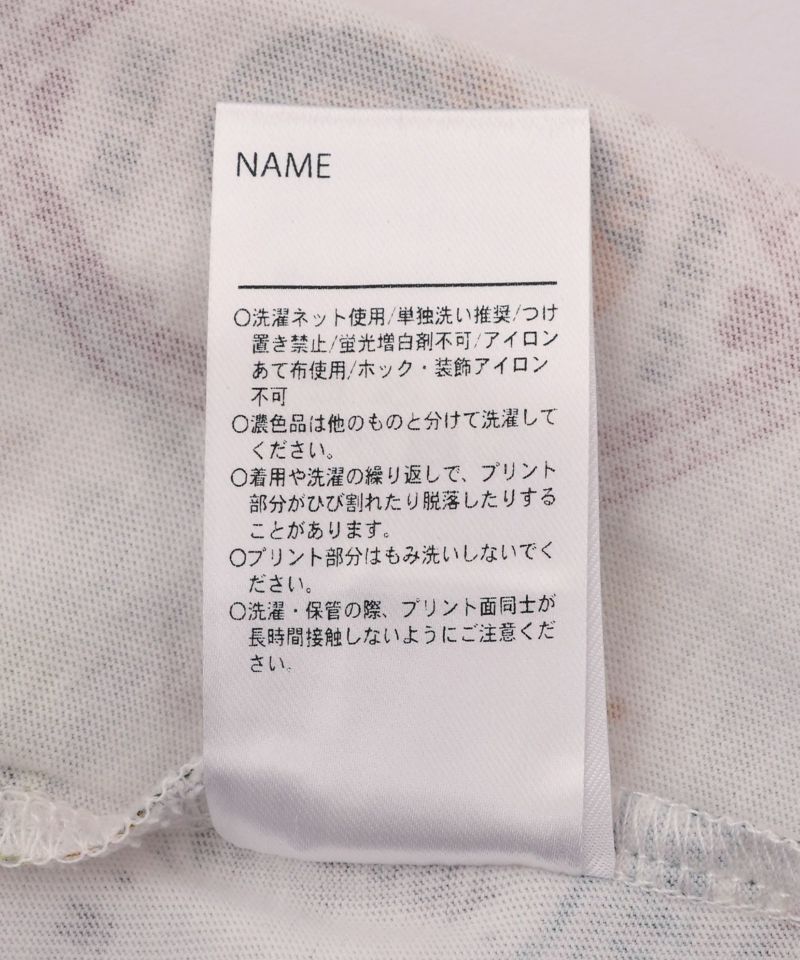 NAME
〇洗濯ネット使用/単独洗い推奨/つけ
置き禁止/蛍光増白剤不可/アイロン
あて布使用/ホック・装飾アイロン
不可
〇濃色品は他のものと分けて洗濯して
ください。
〇着用や洗濯の繰り返しで、プリント
部分がひび割れたり脱落したりする
ことがあります。
〇プリント部分はもみ洗いしないでく
ださい。
〇洗濯・保管の際、プリント面同士が
長時間接触しないようにご注意くだ
さい。